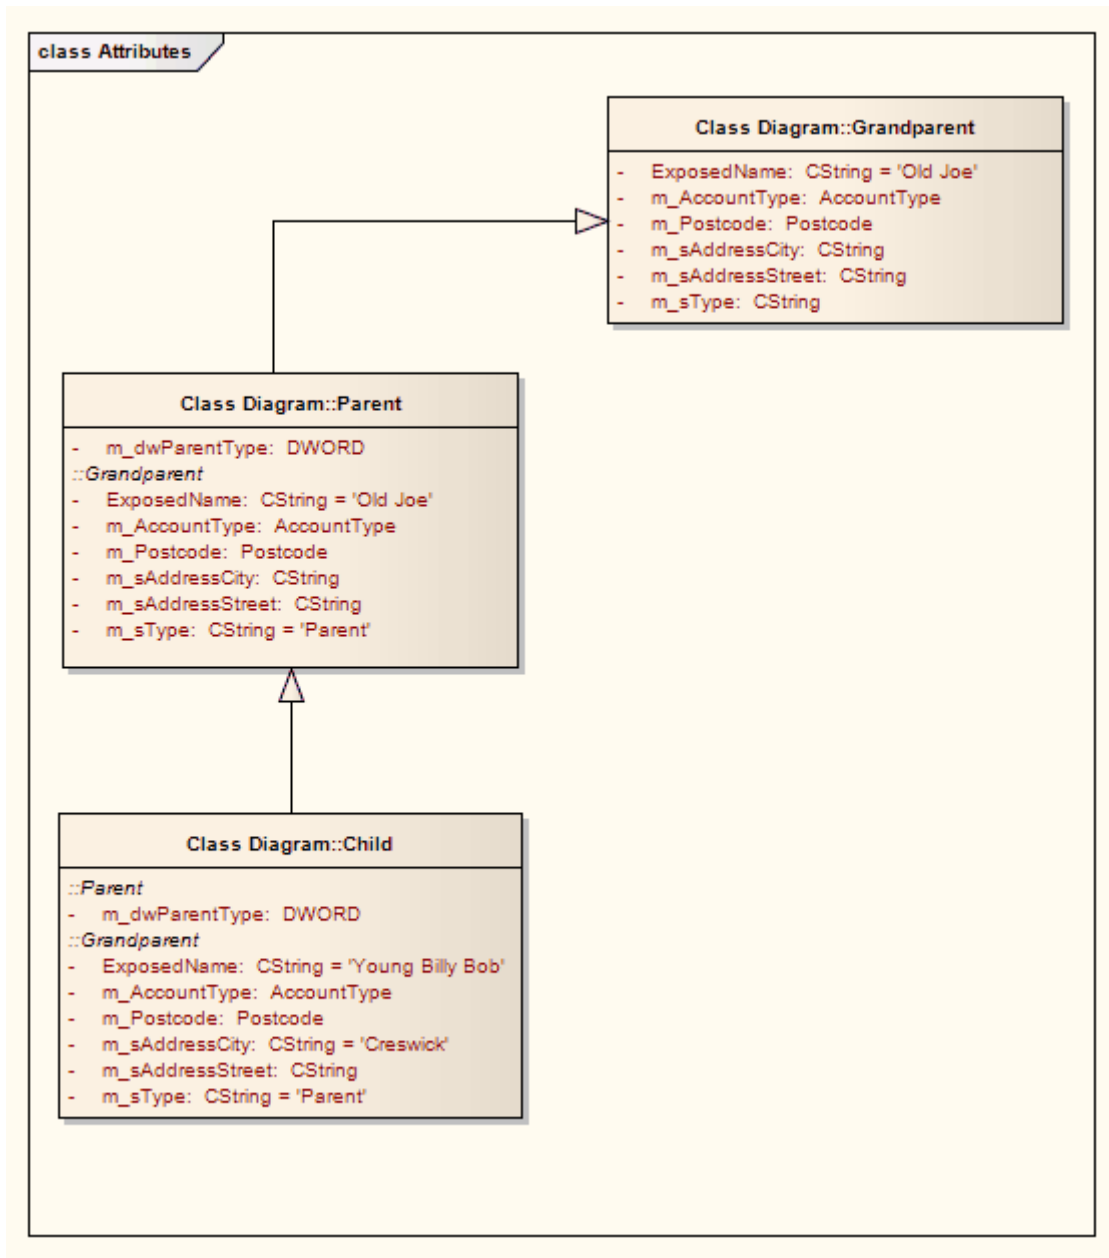 class Attributes
Class Diagram::Grandparent
- ExposedName: CString = 'Old Joe'
- m_AccountType: AccountType
- m_Postcode: Postcode
- m_sAddressCity: CString
- m_sAddressStreet: CString
- m_sType: CString
Class Diagram::Parent
- m_dwParentType: DWORD
::Grandparent
- ExposedName: CString = 'Old Joe'
- m_AccountType: AccountType
- m_Postcode: Postcode
- m_sAddressCity: CString
- m_sAddressStreet: CString
- m_sType: CString = 'Parent'
Class Diagram::Child
::Parent
- m_dwParentType: DWORD
::Grandparent
- ExposedName: CString = 'Young Billy Bob'
- m_AccountType: AccountType
- m_Postcode: Postcode
- m_sAddressCity: CString = 'Creswick'
- m_sAddressStreet: CString
- m_sType: CString = 'Parent'